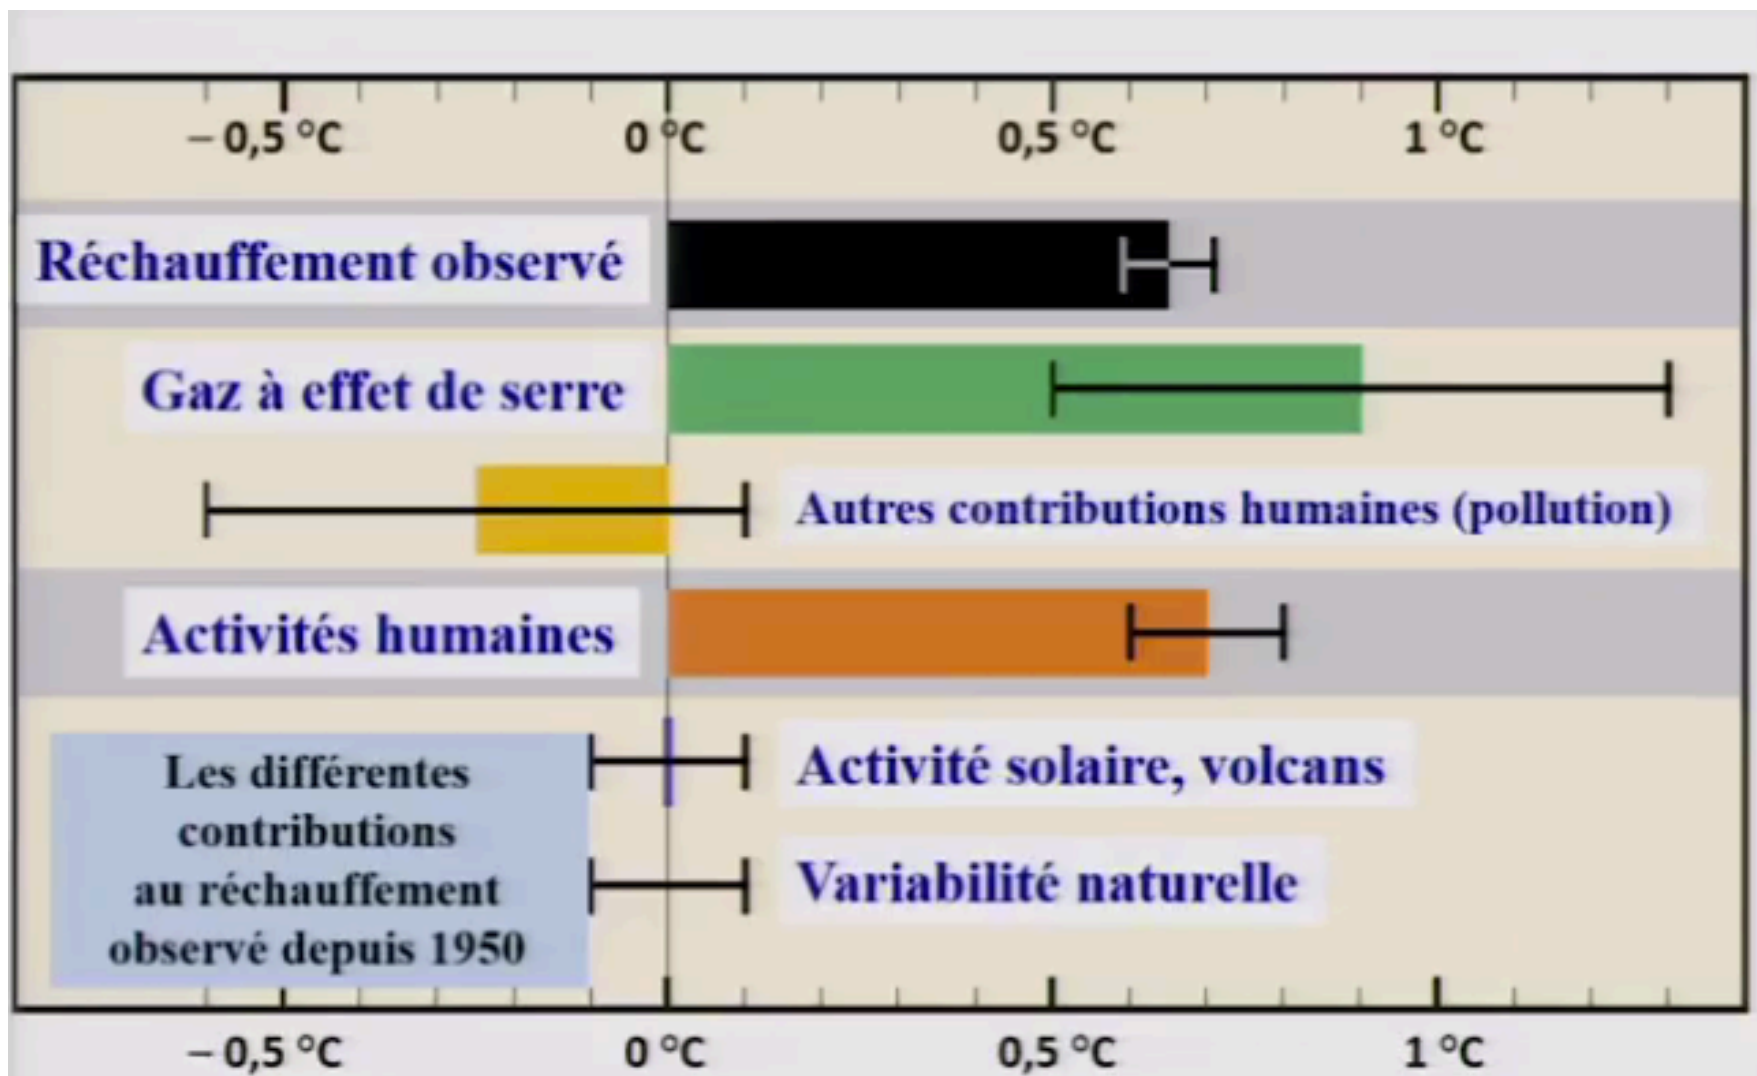 – 0,5 °C 0 °C 0,5 °C 1 °C
Réchauffement observé
Gaz à effet de serre
Autres contributions humaines (pollution)
Activités humaines
Activité solaire, volcans
Variabilité naturelle
Les différentes
contributions
au réchauffement
observé depuis 1950
– 0,5 °C 0 °C 0,5 °C 1 °C